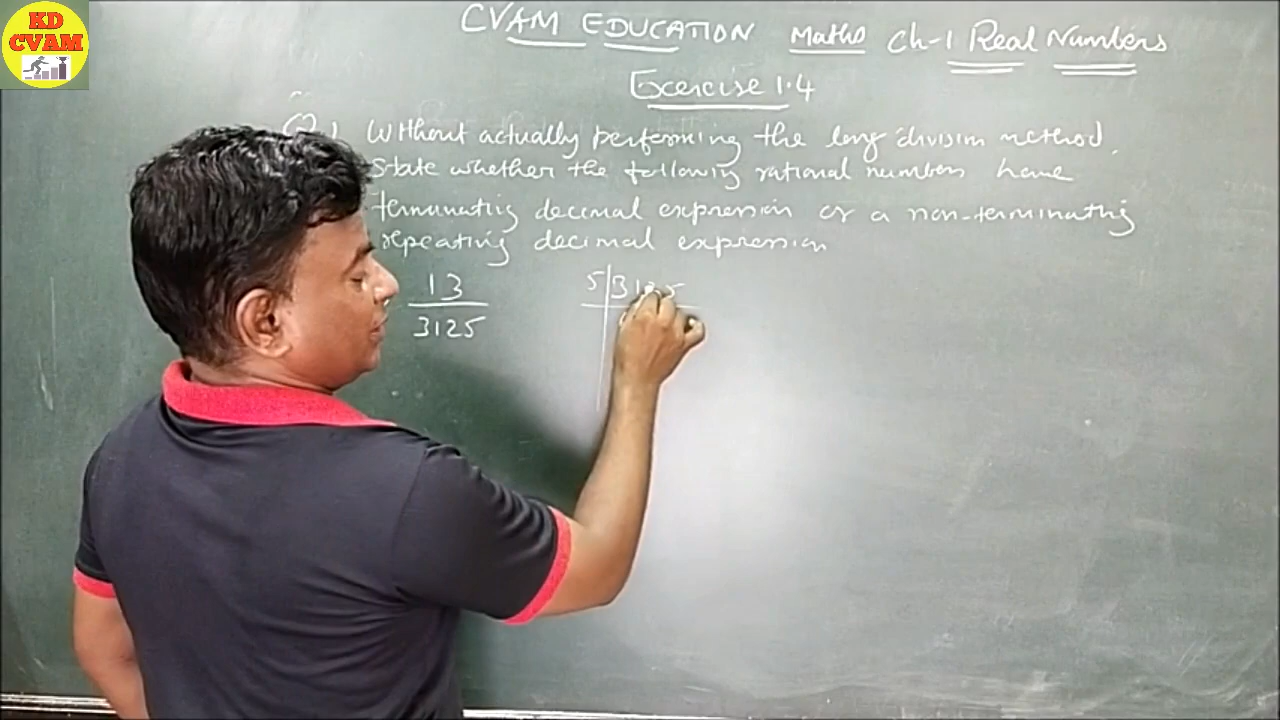 KD
CVAM
CVAM EDUCATION Maths Ch-1 Real Numbers
Exercise 1.4
Q.1 Without actually performing the long division method,
state whether the following rational numbers have
terminating decimal expression or a non-terminating
repeating decimal expression
13
3125
5 3125